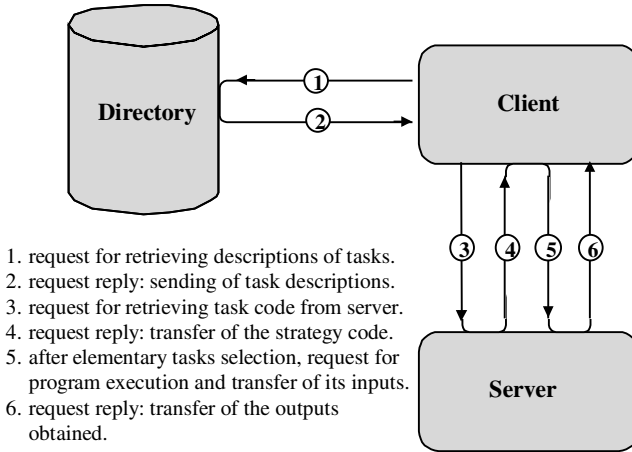 Directory
Client
1
2
3
4
5
6
Server
1. request for retrieving descriptions of tasks.
2. request reply: sending of task descriptions.
3. request for retrieving task code from server.
4. request reply: transfer of the strategy code.
5. after elementary tasks selection, request for
program execution and transfer of its inputs.
6. request reply: transfer of the outputs
obtained.